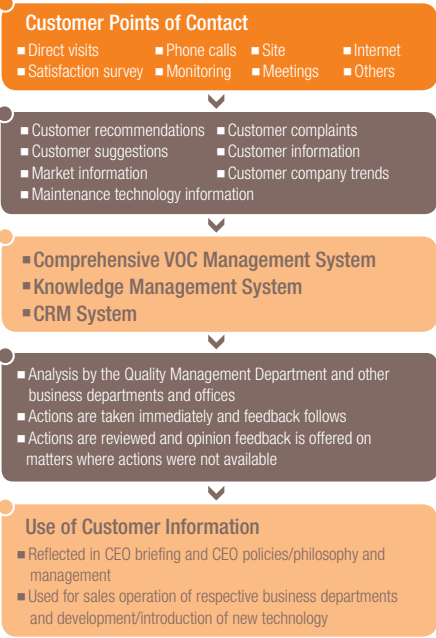 Customer Points of Contact
■ Direct visits ■ Phone calls ■ Site ■ Internet
■ Satisfaction survey ■ Monitoring ■ Meetings ■ Others
■ Customer recommendations ■ Customer complaints
■ Customer suggestions ■ Customer information
■ Market information ■ Customer company trends
■ Maintenance technology information
■ Comprehensive VOC Management System
■ Knowledge Management System
■ CRM System
■ Analysis by the Quality Management Department and other
business departments and offices
■ Actions are taken immediately and feedback follows
■ Actions are reviewed and opinion feedback is offered on
matters where actions were not available
Use of Customer Information
■ Reflected in CEO briefing and CEO policies/philosophy and
management
■ Used for sales operation of respective business departments
and development/introduction of new technology